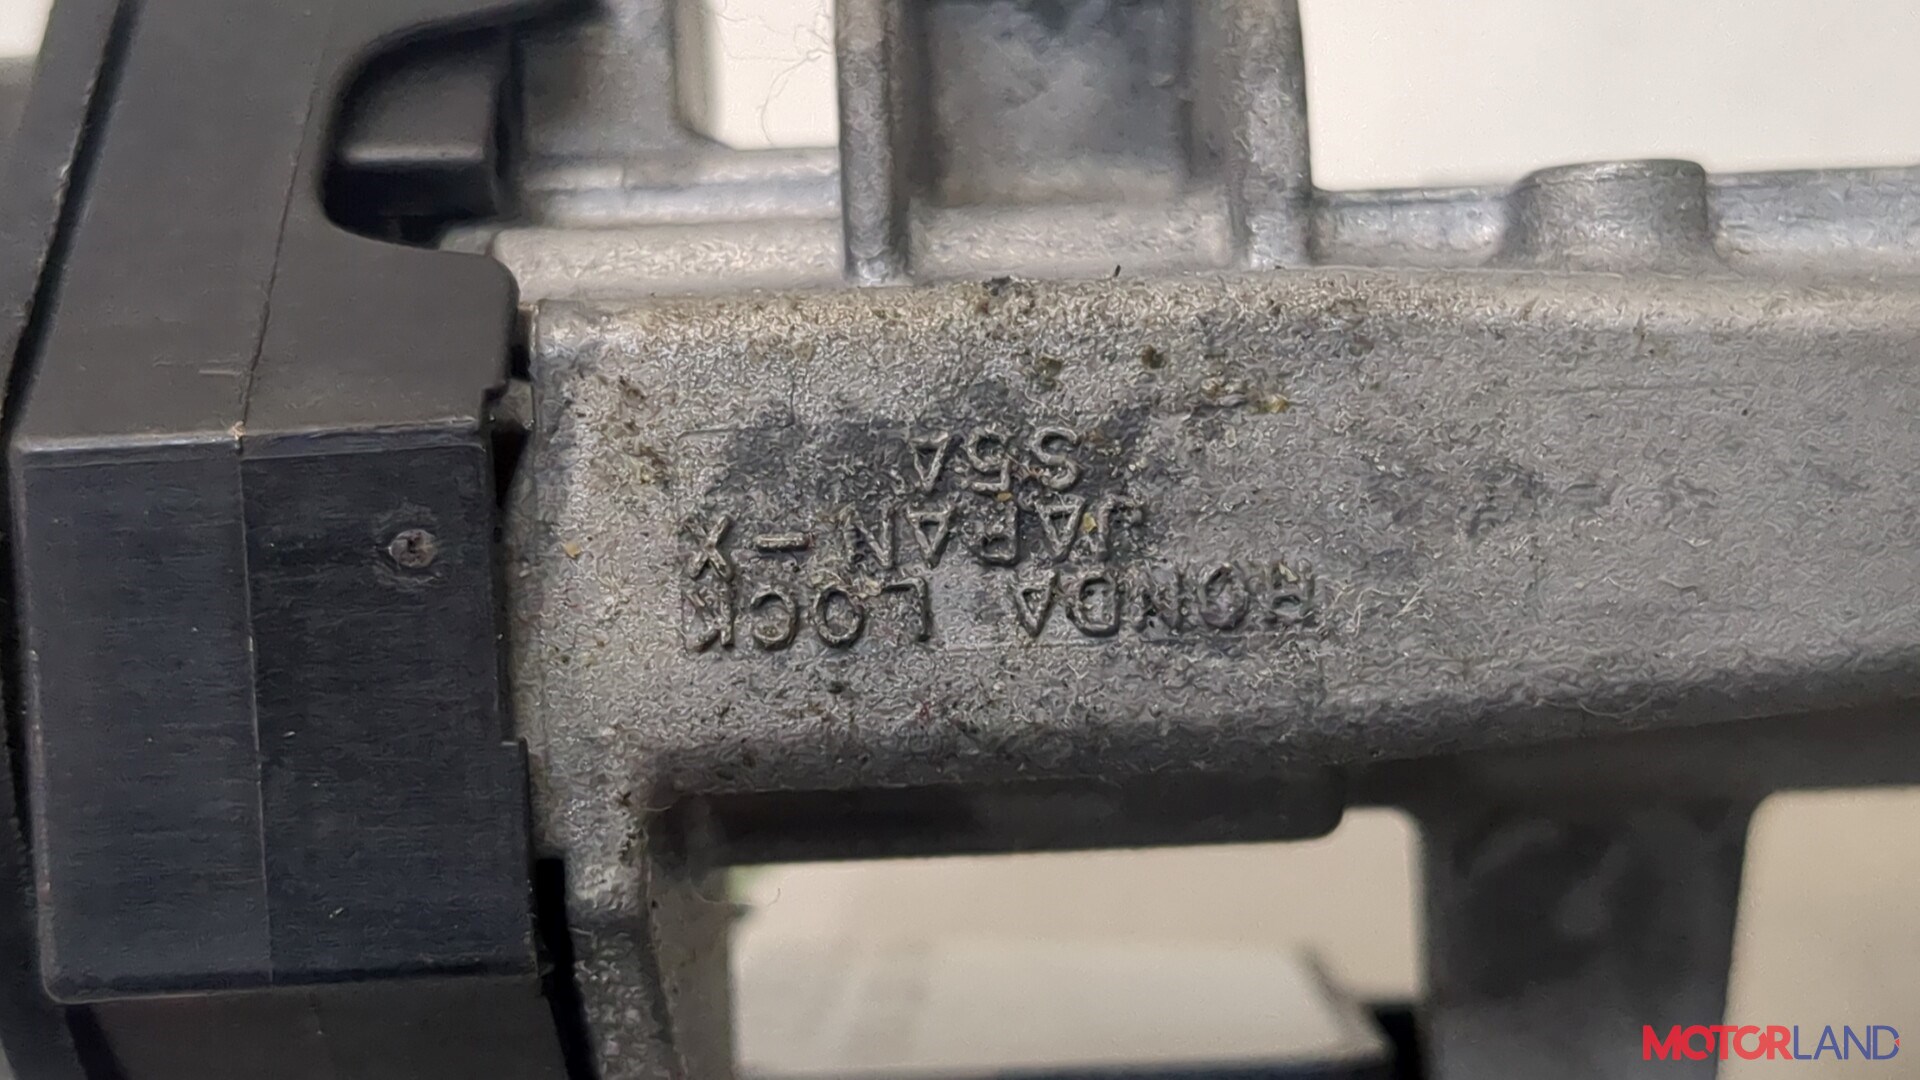 HONDA LOCK
JAPAN -X
S5A
MOTORLAND